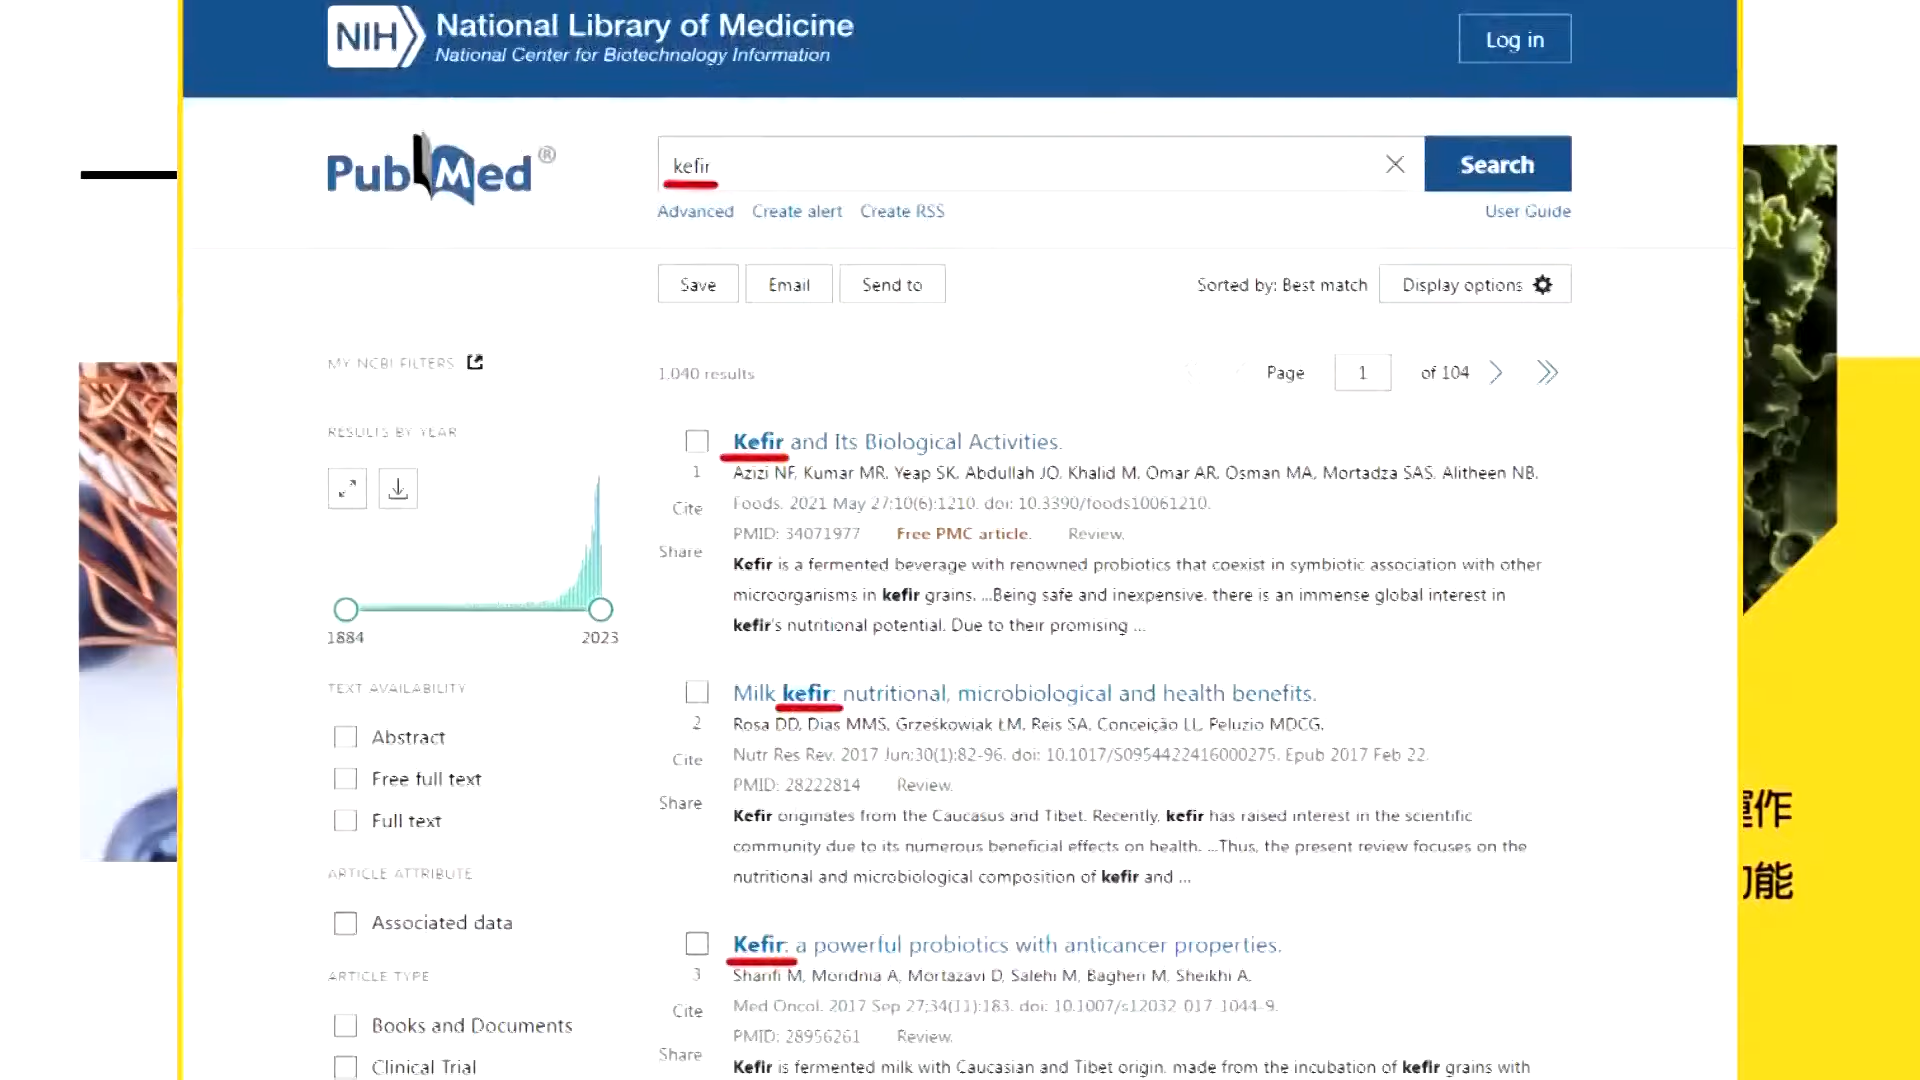 NIH
National Library of Medicine
National Center for Biotechnology Information
Log in
PubMed®
kefir
Search
Advanced Create alert Create RSS
User Guide
Save Email Send to
Sorted by: Best match
Display options
MY NCBI FILTERS
1,040 results
Page 1 of 104
RESULTS BY YEAR
1884 2023
TEXT AVAILABILITY
Abstract
Free full text
Full text
ARTICLE ATTRIBUTE
Associated data
ARTICLE TYPE
Books and Documents
Clinical Trial
Kefir and Its Biological Activities.
1
Cite
Share
Azizi NF, Kumar MR, Yeap SK, Abdullah JO, Khalid M, Omar AR, Osman MA, Mortadza SAS, Alitheen NB.
Foods. 2021 May 27;10(6):1210. doi: 10.3390/foods10061210.
PMID: 34071977 Free PMC article. Review.
Kefir is a fermented beverage with renowned probiotics that coexist in symbiotic association with other
microorganisms in kefir grains. ...Being safe and inexpensive, there is an immense global interest in
kefir's nutritional potential. Due to their promising ...
Milk kefir: nutritional, microbiological and health benefits.
2
Cite
Share
Rosa DD, Dias MMS, Grześkowiak ŁM, Reis SA, Conceição LL, Peluzio MDCG.
Nutr Res Rev. 2017 Jun;30(1):82-96. doi: 10.1017/S0954422416000275. Epub 2017 Feb 22.
PMID: 28222814 Review.
Kefir originates from the Caucasus and Tibet. Recently, kefir has raised interest in the scientific
community due to its numerous beneficial effects on health. ...Thus, the present review focuses on the
nutritional and microbiological composition of kefir and ...
Kefir: a powerful probiotics with anticancer properties.
3
Cite
Share
Sharifi M, Moridnia A, Mortazavi D, Salehi M, Bagheri M, Sheikhi A.
Med Oncol. 2017 Sep 27;34(11):183. doi: 10.1007/s12032-017-1044-9.
PMID: 28956261 Review.
Kefir is fermented milk with Caucasian and Tibet origin, made from the incubation of kefir grains with
作
能